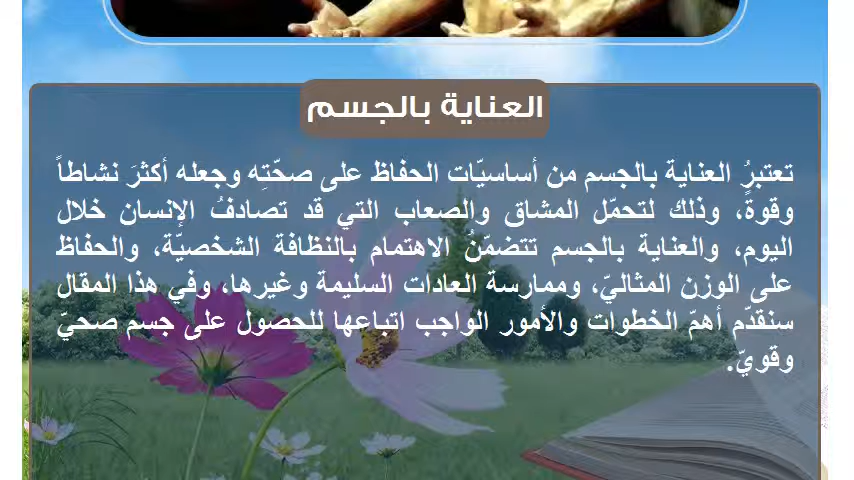 العناية بالجسم
تعتبرُ العناية بالجسم من أساسيّات الحفاظ على صحّتِه وجعله أكثرَ نشاطاً
وقوةً، وذلك لتحمّل المشاق والصعاب التي قد تصادفُ الإنسان خلال
اليوم، والعناية بالجسم تتضمّنُ الاهتمام بالنظافة الشخصيّة، والحفاظ
على الوزن المثاليّ، وممارسة العادات السليمة وغيرها، وفي هذا المقال
سنقدّم أهمّ الخطوات والأمور الواجب اتباعها للحصول على جسم صحيّ
وقويّ.